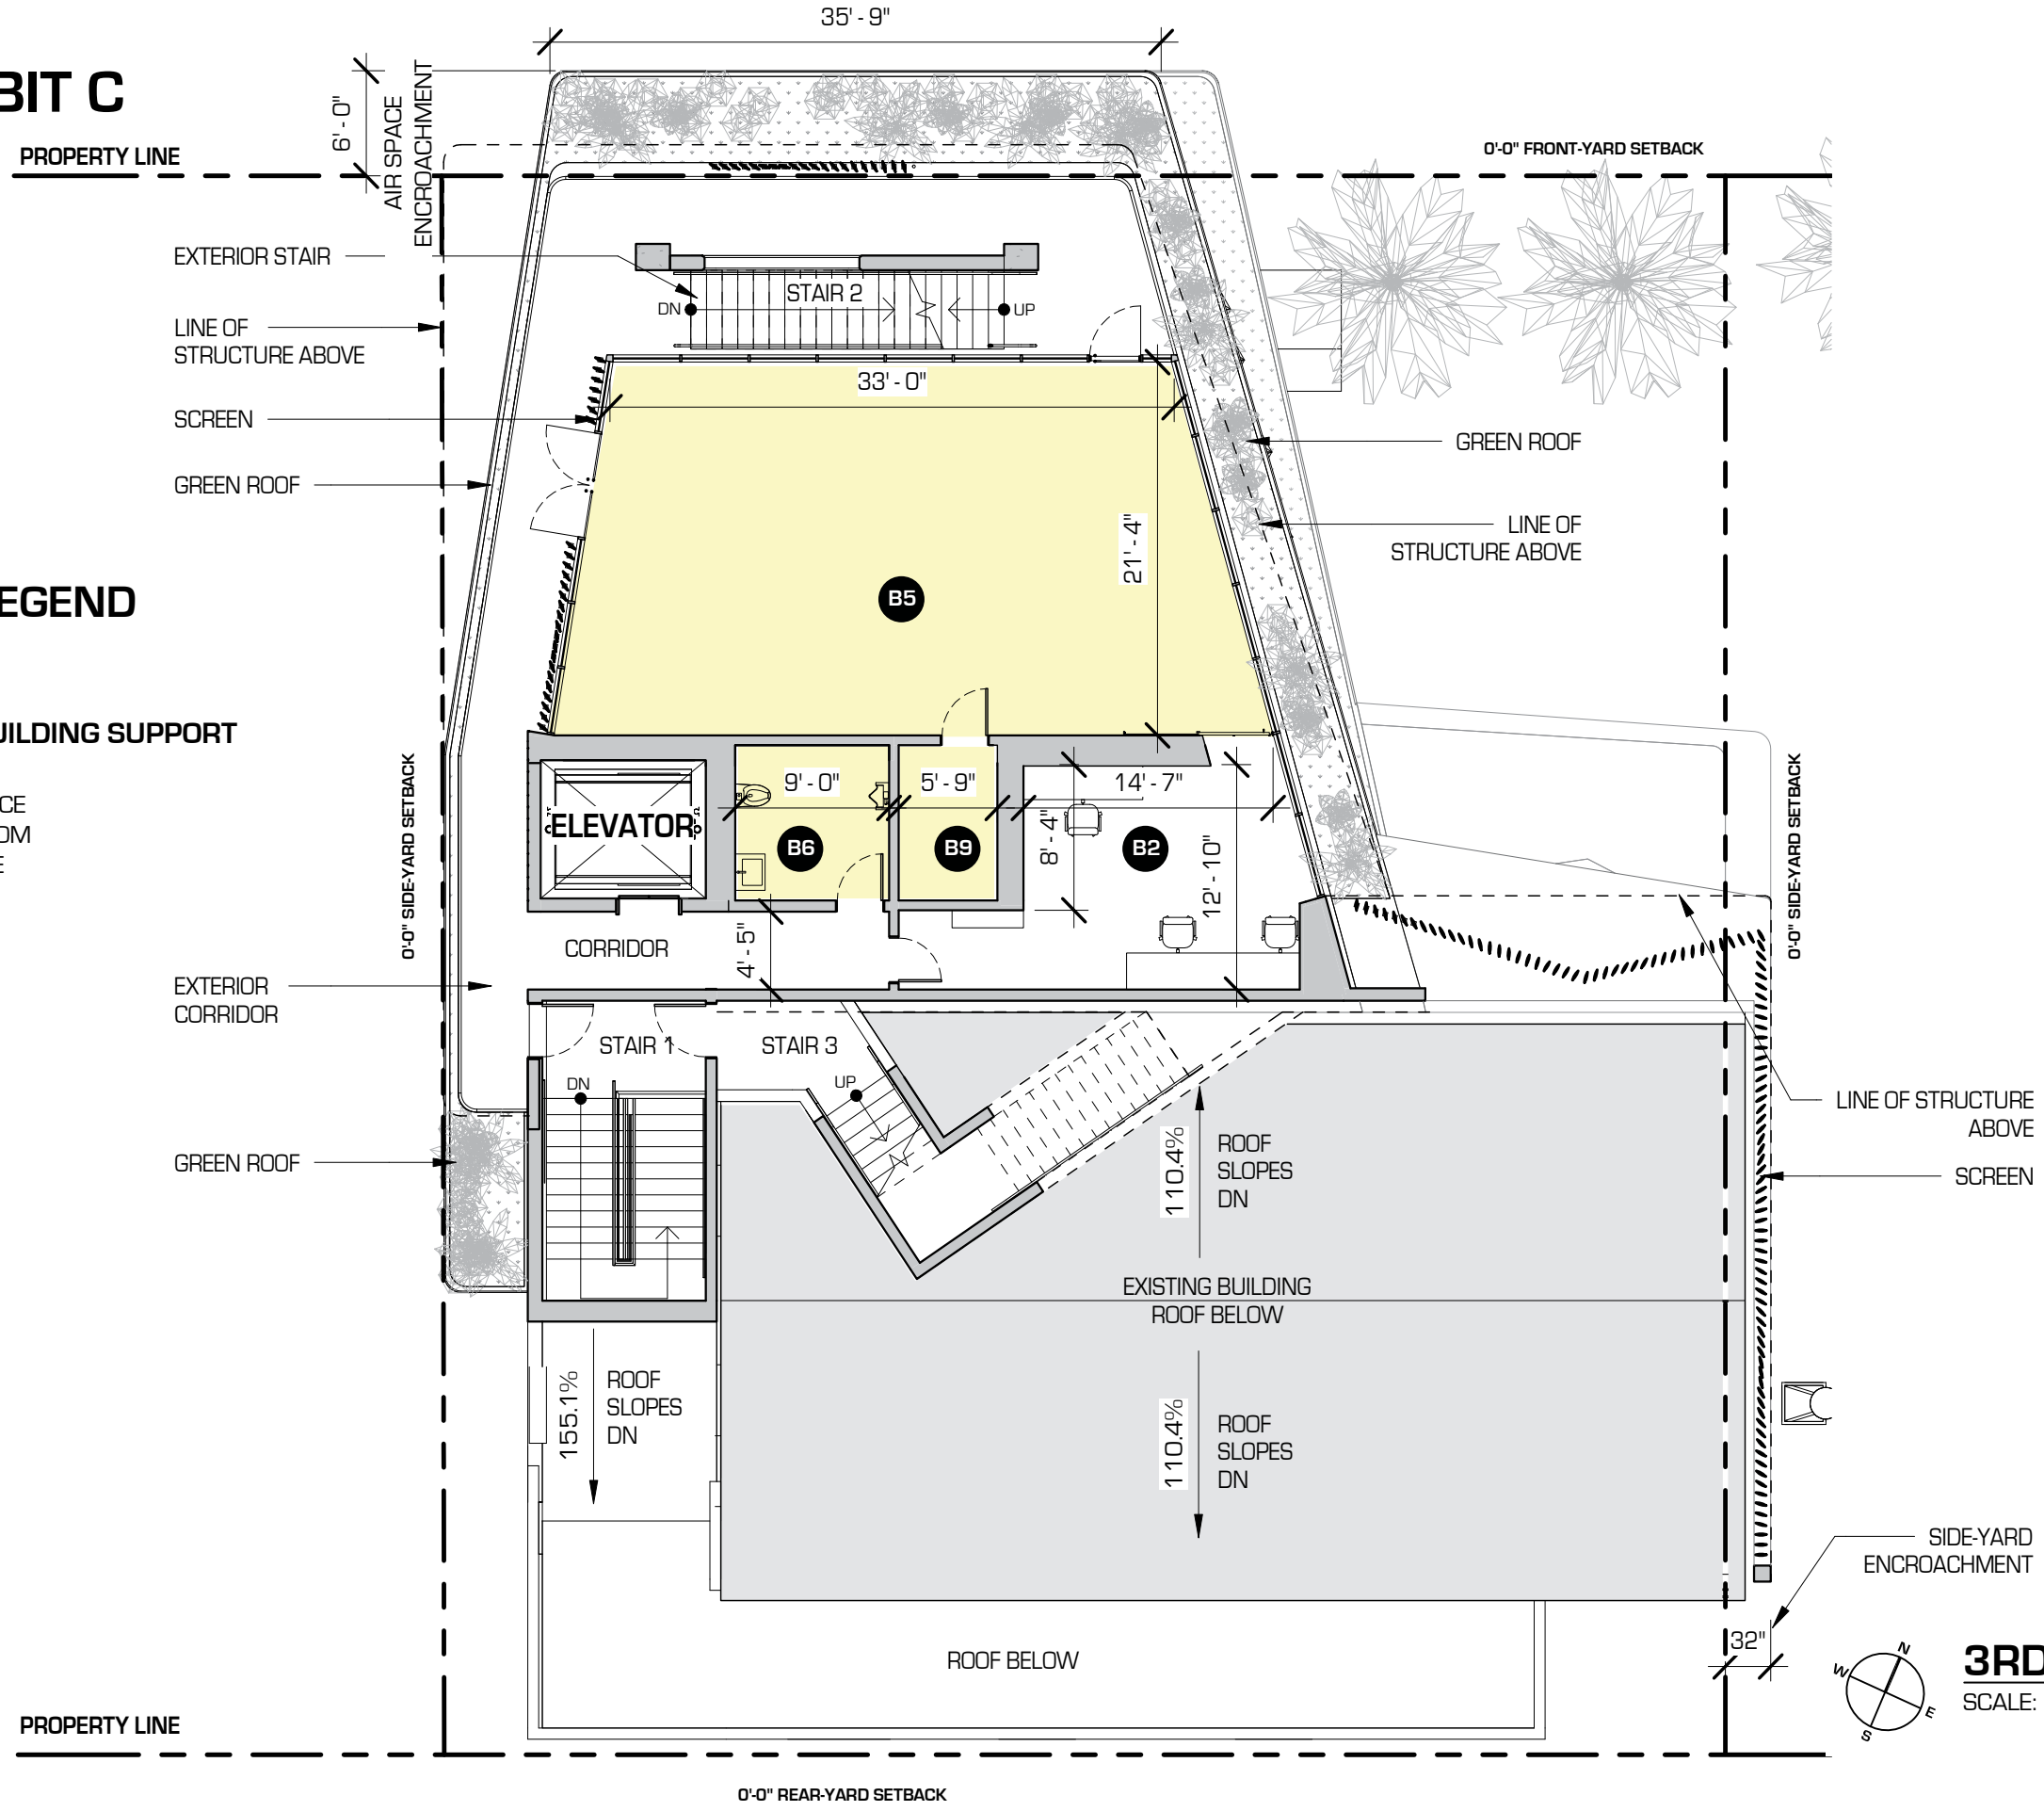 35' - 9"
BIT C
6' - 0"
AIR SPACE
ENCROACHMENT
PROPERTY LINE
0'-0" FRONT-YARD SETBACK
EXTERIOR STAIR
STAIR 2
DN
UP
LINE OF
STRUCTURE ABOVE
33' - 0"
SCREEN
GREEN ROOF
GREEN ROOF
21' - 4"
LINE OF
STRUCTURE ABOVE
B5
EGEND
UILDING SUPPORT
CE
OM
E
0'-0" SIDE-YARD SETBACK
9' - 0"
5' - 9"
14' - 7"
ELEVATOR
B6
B9
8' - 4"
B2
12' - 10"
0'-0" SIDE-YARD SETBACK
CORRIDOR
4' - 5"
EXTERIOR
CORRIDOR
STAIR 1
STAIR 3
DN
UP
LINE OF STRUCTURE
ABOVE
GREEN ROOF
110.4%
ROOF
SLOPES
DN
SCREEN
EXISTING BUILDING
ROOF BELOW
155.1%
ROOF
SLOPES
DN
110.4%
ROOF
SLOPES
DN
SIDE-YARD
ENCROACHMENT
32"
ROOF BELOW
N
W
E
S
3RD
SCALE:
PROPERTY LINE
0'-0" REAR-YARD SETBACK